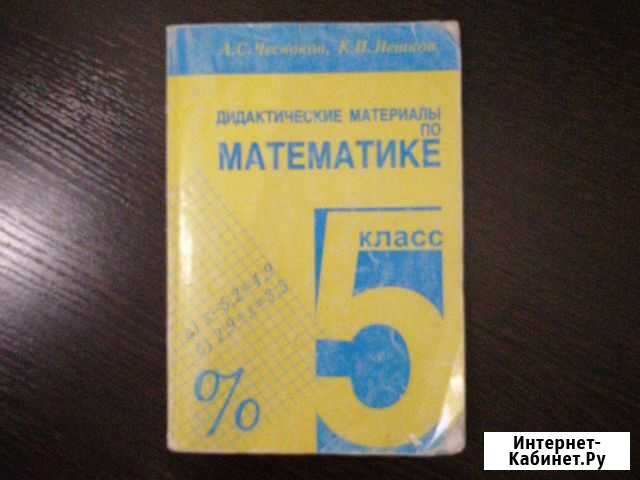 А.С. Чесноков, К.И. Нешков
ДИДАКТИЧЕСКИЕ МАТЕРИАЛЫ
ПО
МАТЕМАТИКЕ
класс
5
%
Интернет-
Кабинет.Ру